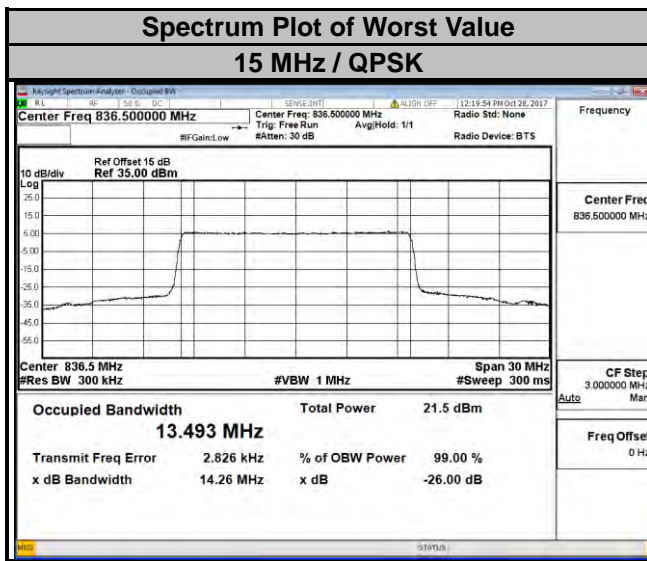 Spectrum Plot of Worst Value
15 MHz / QPSK
Keysight Spectrum Analyzer - Occupied BW
RL RF 50 Ω DC SENSE:INT ALIGN OFF 12:19:54 PM Oct 28, 2017
Center Freq 836.500000 MHz Center Freq: 836.500000 MHz Radio Std: None Frequency
Trig: Free Run Avg|Hold: 1/1
#IFGain:Low #Atten: 30 dB Radio Device: BTS
Ref Offset 15 dB
10 dB/div Ref 35.00 dBm
Log
25.0
15.0
5.00
-5.00
-15.0
-25.0
-35.0
-45.0
-55.0
Center Freq
836.500000 MHz
Center 836.5 MHz Span 30 MHz
#Res BW 300 kHz #VBW 1 MHz #Sweep 300 ms
CF Step
3.000000 MHz
Auto Man
Occupied Bandwidth Total Power 21.5 dBm
13.493 MHz
Transmit Freq Error 2.826 kHz % of OBW Power 99.00 %
x dB Bandwidth 14.26 MHz x dB -26.00 dB
Freq Offset
0 Hz
MSG STATUS